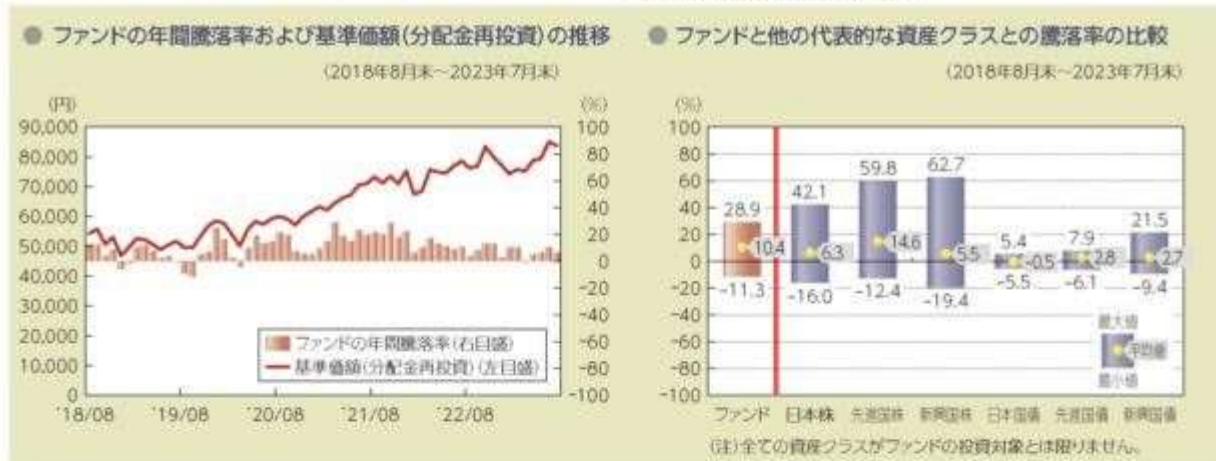 ● ファンドの年間騰落率および基準価額(分配金再投資)の推移
(2018年8月末～2023年7月末)
(円)
(%)
90,000
80,000
70,000
60,000
50,000
40,000
30,000
20,000
10,000
0
100
80
60
40
20
0
-20
-40
-60
-80
-100
ファンドの年間騰落率(右目盛)
基準価額(分配金再投資)(左目盛)
'18/08 '19/08 '20/08 '21/08 '22/08
● ファンドと他の代表的な資産クラスとの騰落率の比較
(2018年8月末～2023年7月末)
(%)
100
80
60
40
20
0
-20
-40
-60
-80
-100
28.9 42.1 59.8 62.7 5.4 7.9 21.5
10.4 6.3 14.6 5.5 -0.5 2.8 2.7
-11.3 -16.0 -12.4 -19.4 -5.5 -6.1 -9.4
最大値
平均値
最小値
ファンド 日本株 先進国株 新興国株 日本国債 先進国債 新興国債
(注)全ての資産クラスがファンドの投資対象とは限りません。